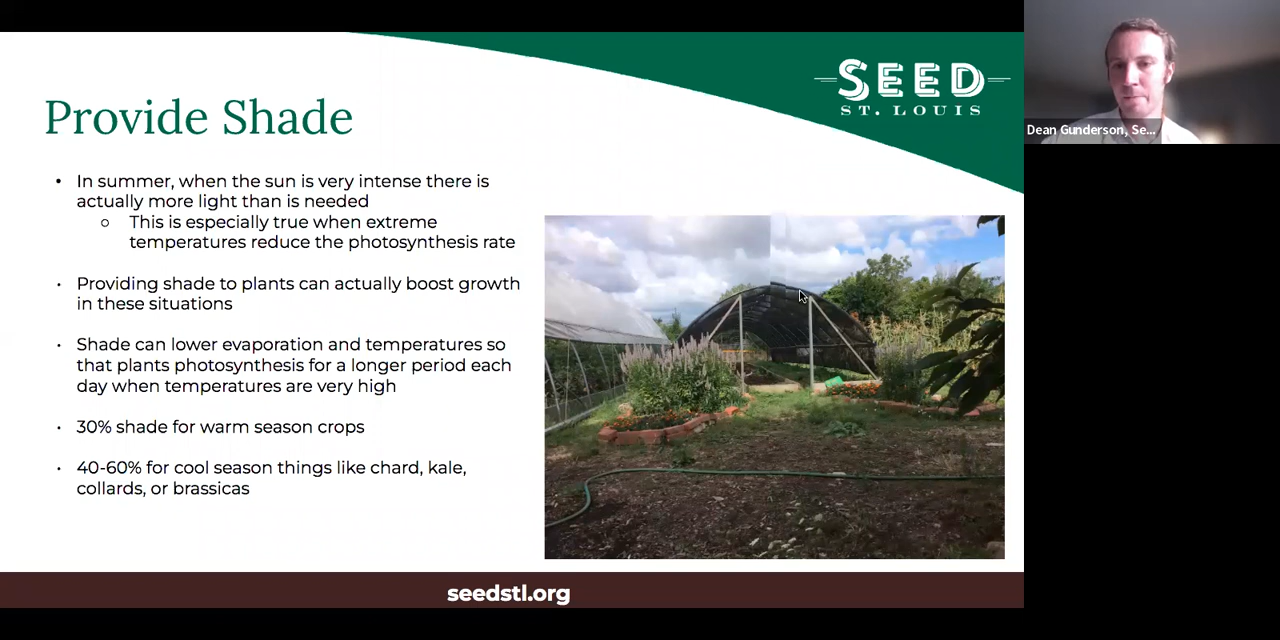 SEED
ST. LOUIS
Provide Shade
• In summer, when the sun is very intense there is
actually more light than is needed
○ This is especially true when extreme
temperatures reduce the photosynthesis rate
• Providing shade to plants can actually boost growth
in these situations
• Shade can lower evaporation and temperatures so
that plants photosynthesis for a longer period each
day when temperatures are very high
• 30% shade for warm season crops
• 40-60% for cool season things like chard, kale,
collards, or brassicas
seedstl.org
Dean Gunderson, Se...